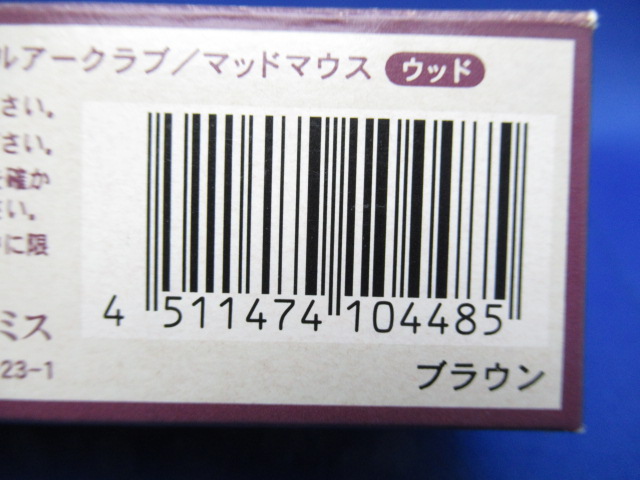 ルアークラブ／マッドマウス ウッド
さい。
さい。
を確か
さい。
に限
4 511474 104485
ミス
23-1
ブラウン